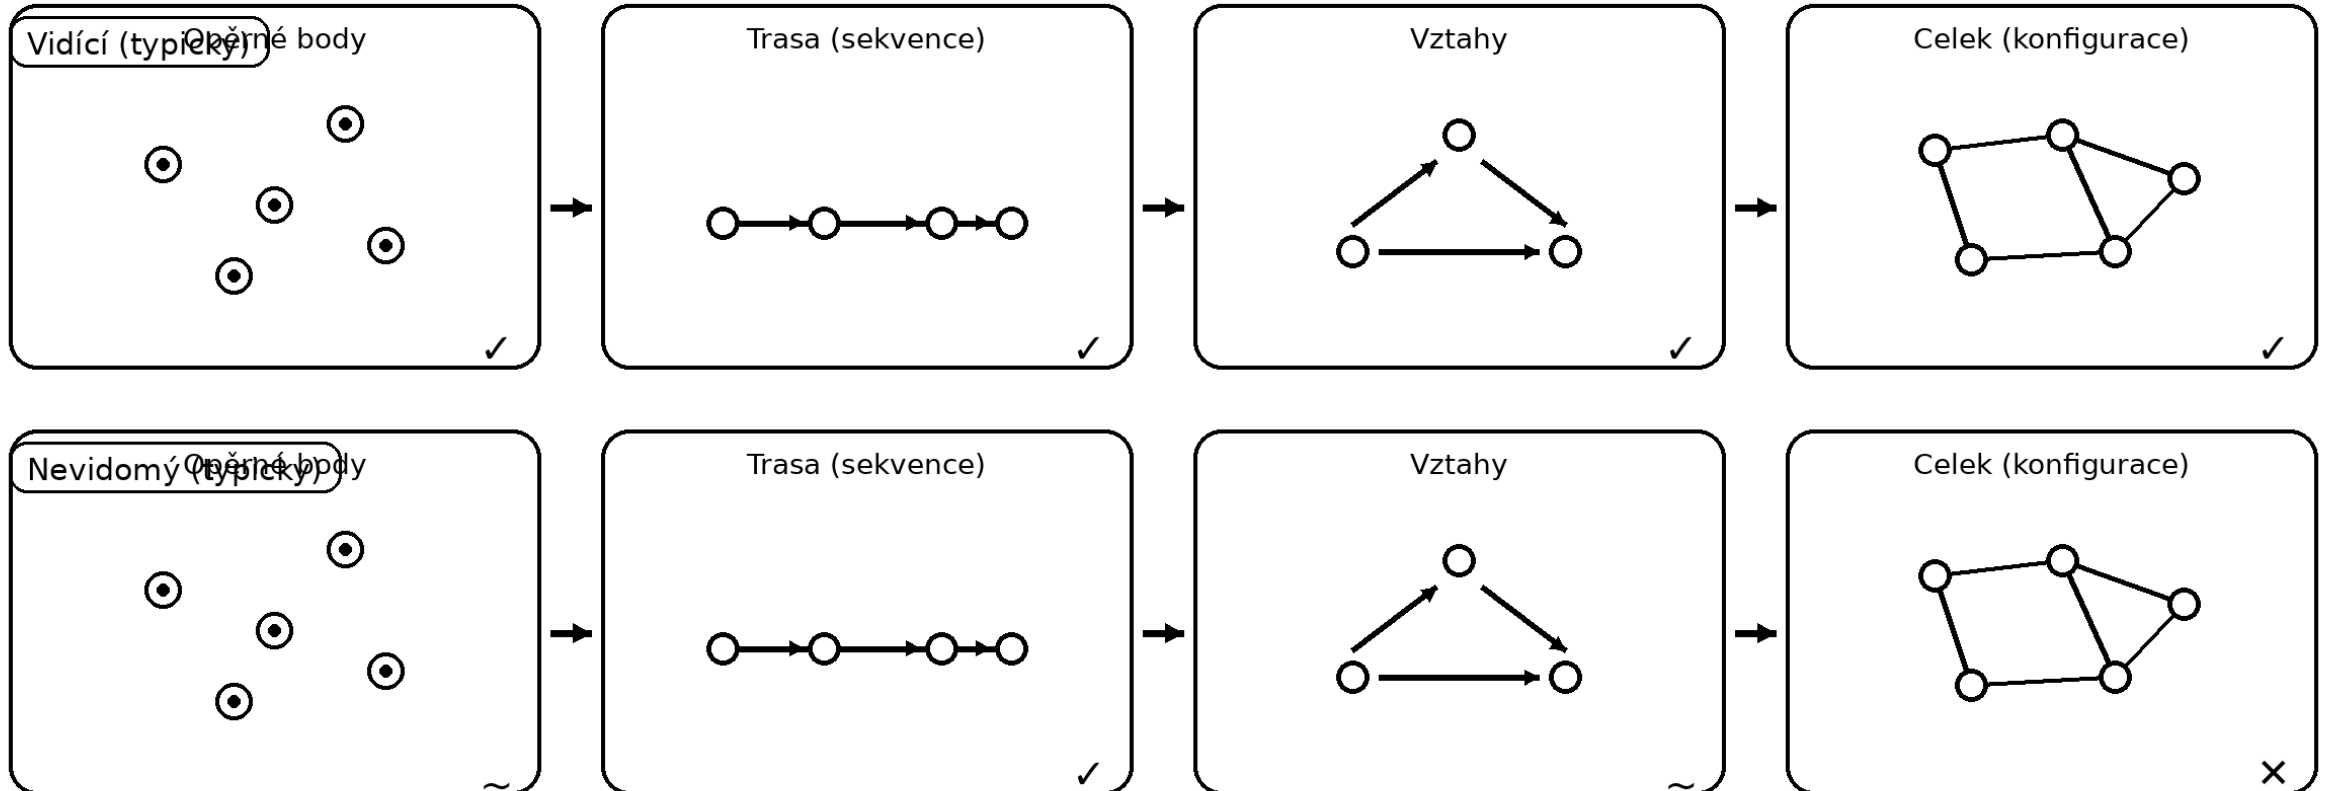 Vidící (typický)
Opěrné body
Trasa (sekvence)
Vztahy
Celek (konfigurace)
✓
✓
✓
✓
Nevidomý (typický)
Opěrné body
Trasa (sekvence)
Vztahy
Celek (konfigurace)
~
✓
~
✕